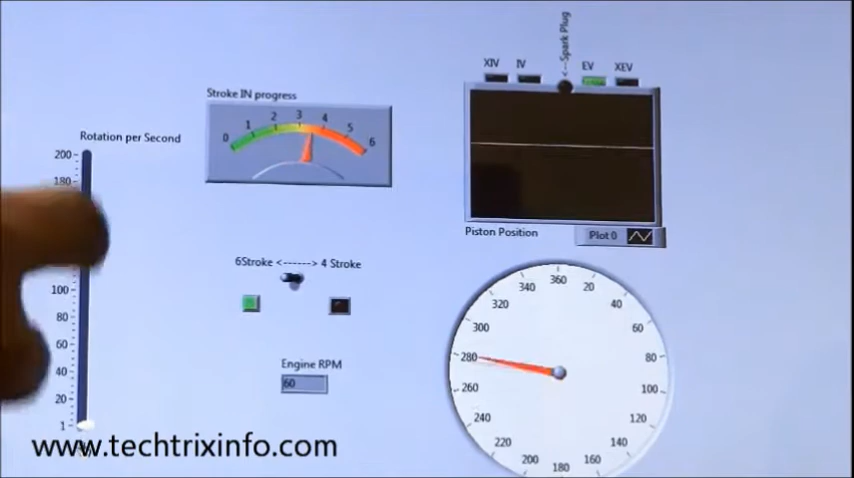 Stroke IN progress
0 1 2 3 4 5 6
XIV IV <--Spark Plug EV XEV
Rotation per Second
200
180
100
80
60
40
20
1
Piston Position
Plot 0
6Stroke <------> 4 Stroke
Engine RPM
60
360 20 40 60 80 100 120 140 160 180 200 220 240 260 280 300 320 340
www.techtrixinfo.com